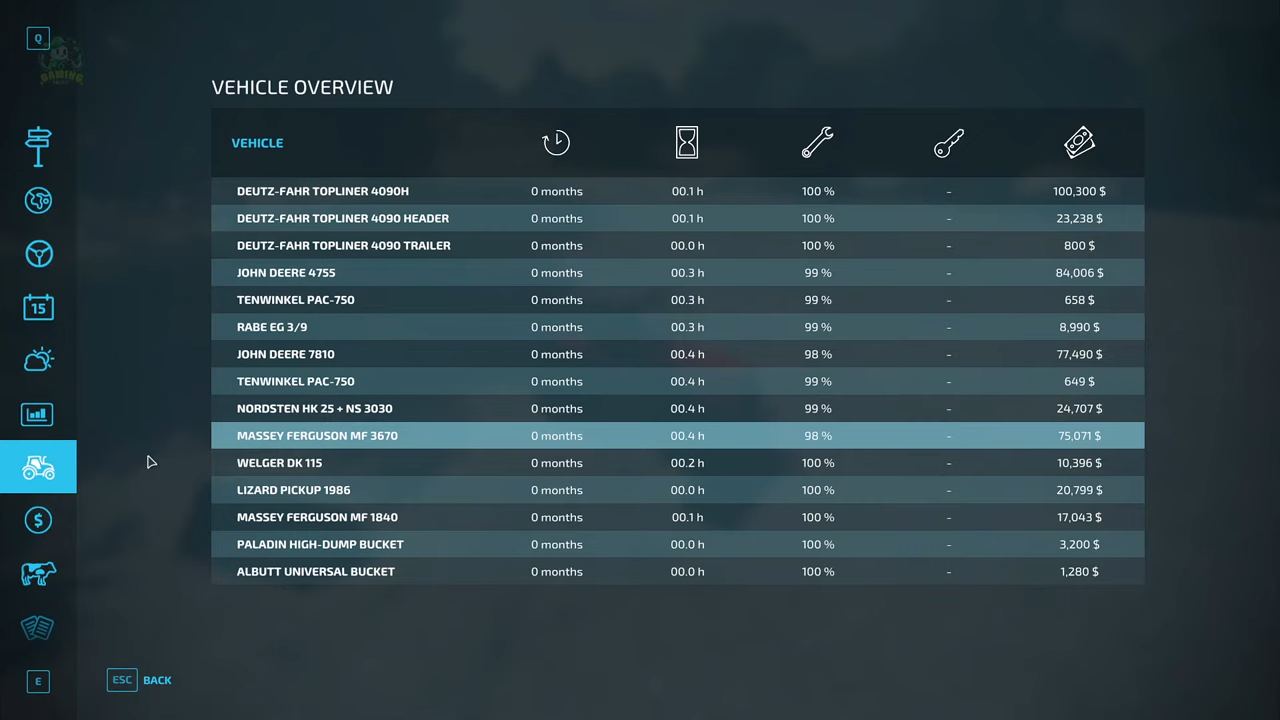 Q
GAMING
VEHICLE OVERVIEW
VEHICLE
DEUTZ-FAHR TOPLINER 4090H 0 months 00.1 h 100 % - 100,300 $
DEUTZ-FAHR TOPLINER 4090 HEADER 0 months 00.1 h 100 % - 23,238 $
DEUTZ-FAHR TOPLINER 4090 TRAILER 0 months 00.0 h 100 % - 800 $
JOHN DEERE 4755 0 months 00.3 h 99 % - 84,006 $
TENWINKEL PAC-750 0 months 00.3 h 99 % - 658 $
RABE EG 3/9 0 months 00.3 h 99 % - 8,990 $
JOHN DEERE 7810 0 months 00.4 h 98 % - 77,490 $
TENWINKEL PAC-750 0 months 00.4 h 99 % - 649 $
NORDSTEN HK 25 + NS 3030 0 months 00.4 h 99 % - 24,707 $
MASSEY FERGUSON MF 3670 0 months 00.4 h 98 % - 75,071 $
WELGER DK 115 0 months 00.2 h 100 % - 10,396 $
LIZARD PICKUP 1986 0 months 00.0 h 100 % - 20,799 $
MASSEY FERGUSON MF 1840 0 months 00.1 h 100 % - 17,043 $
PALADIN HIGH-DUMP BUCKET 0 months 00.0 h 100 % - 3,200 $
ALBUTT UNIVERSAL BUCKET 0 months 00.0 h 100 % - 1,280 $
15
$
E
ESC BACK